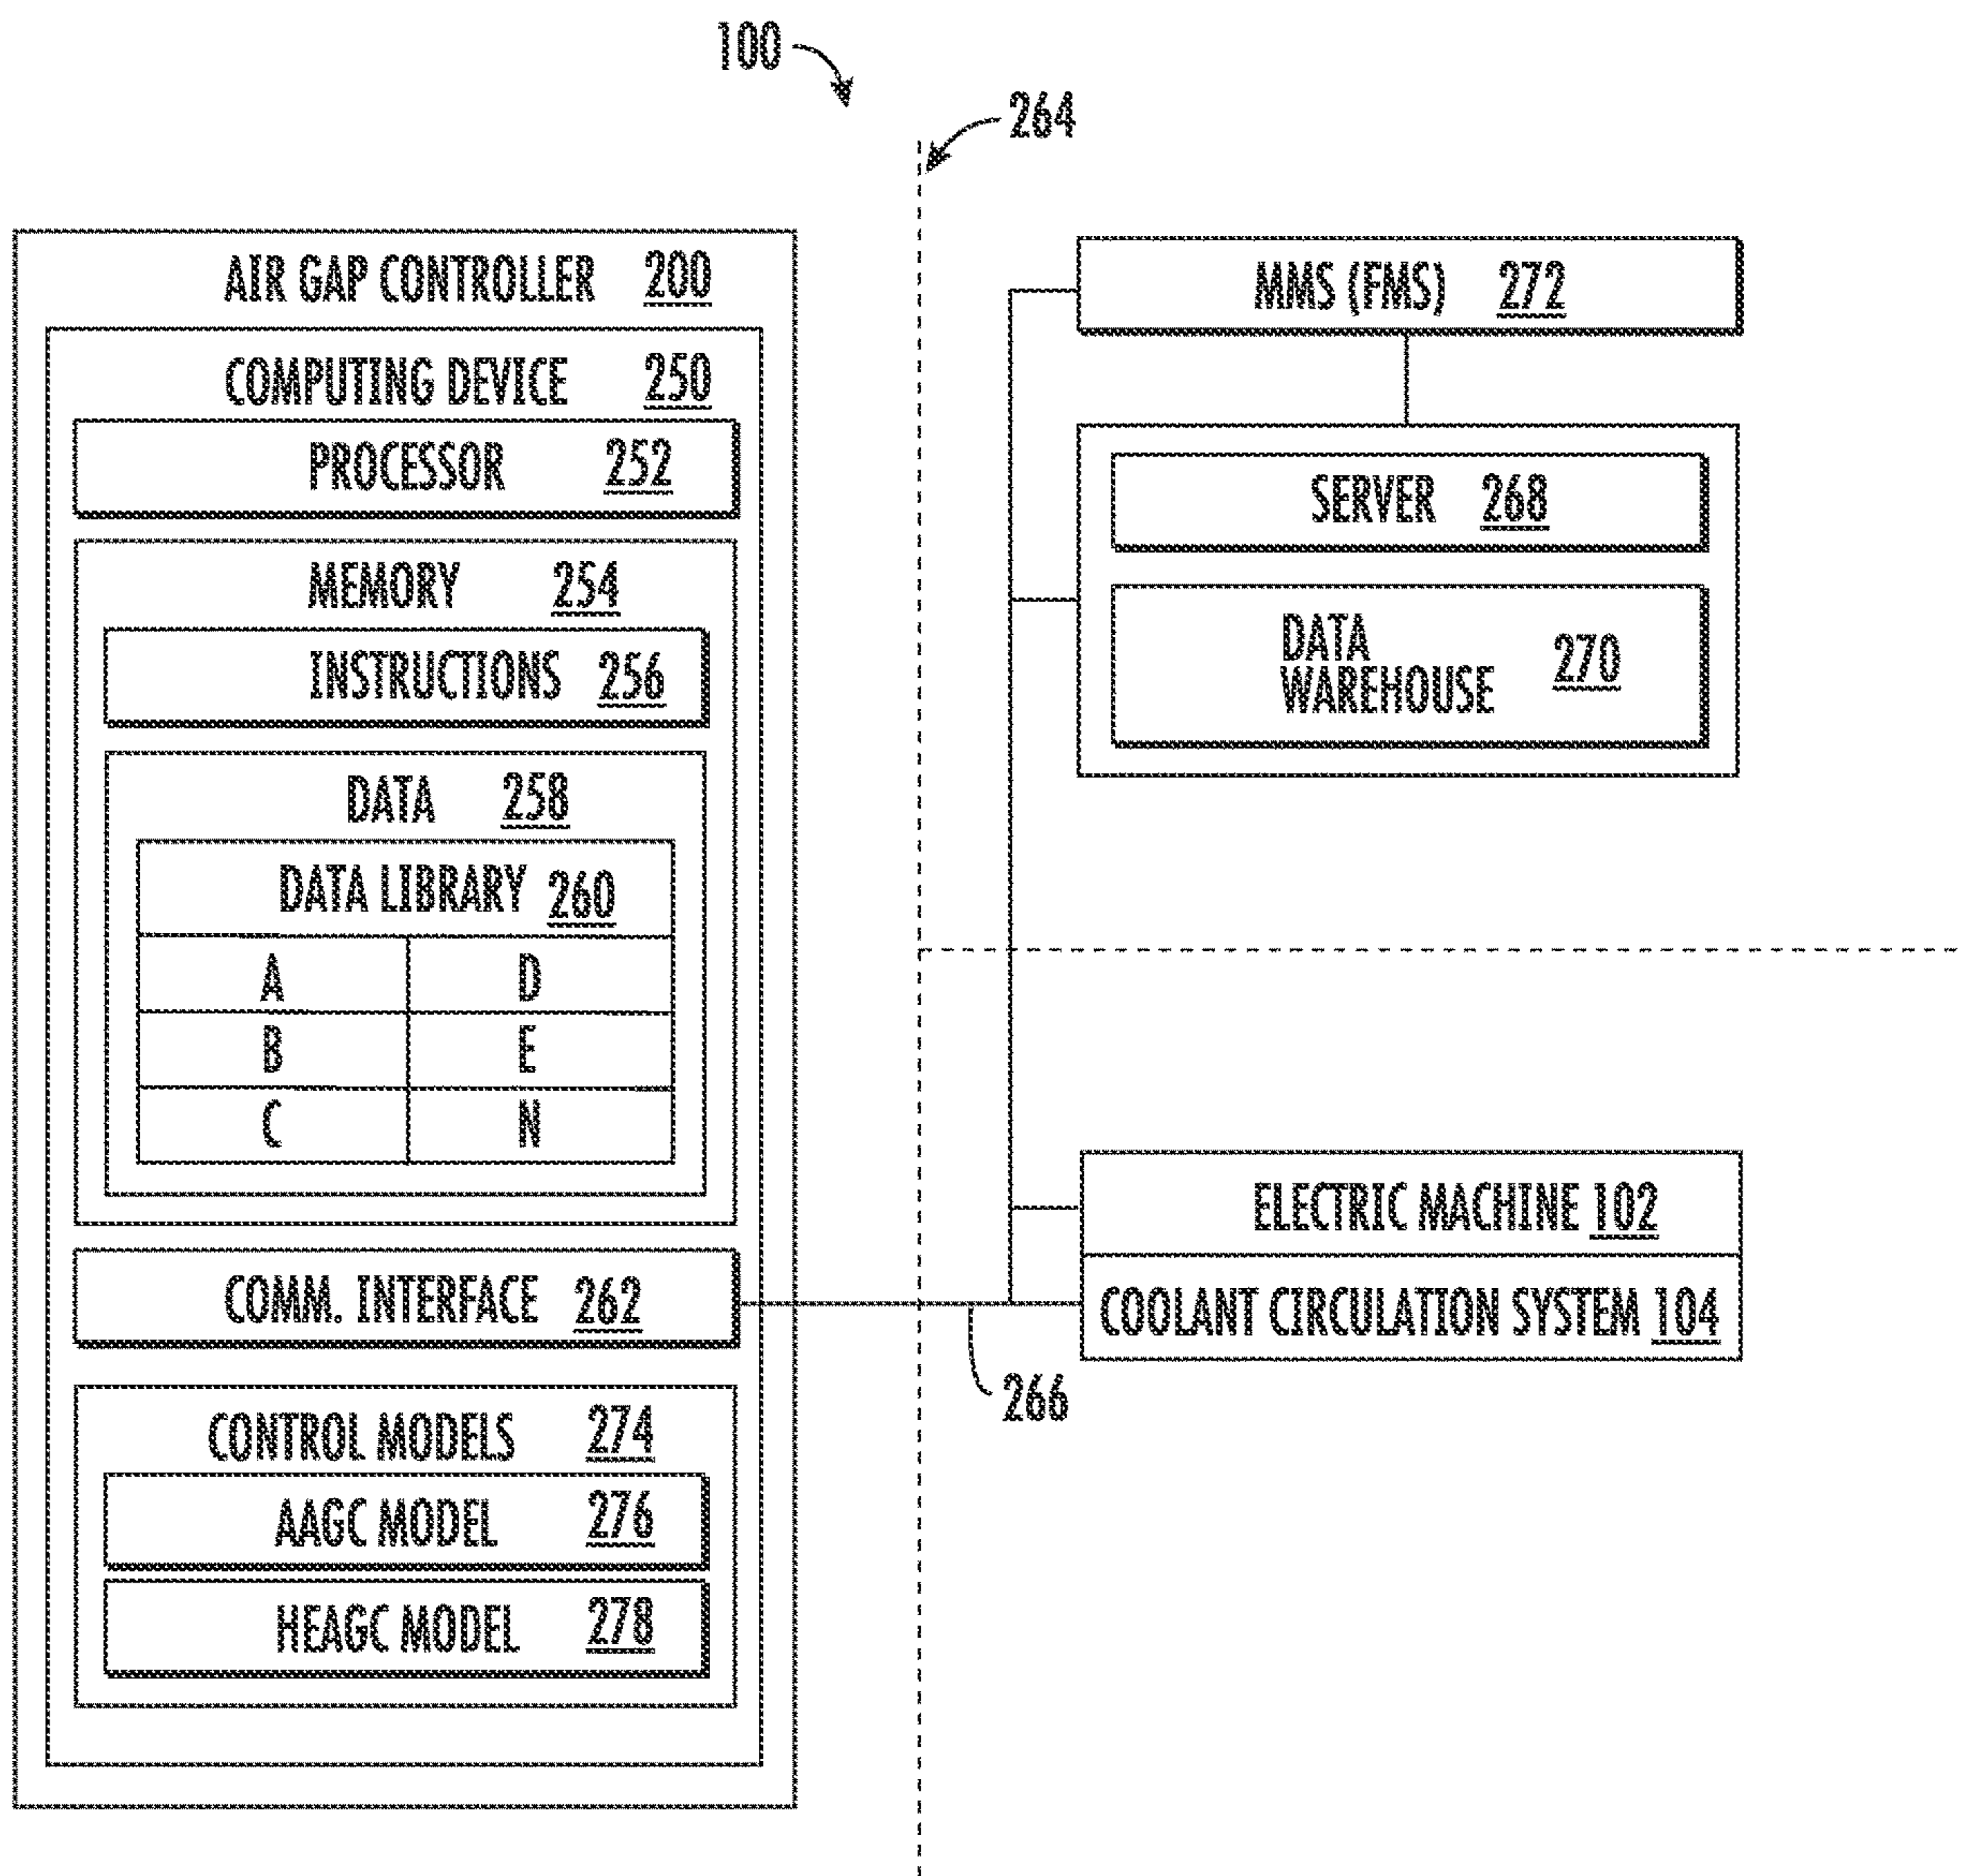 100
264
AIR GAP CONTROLLER 200
COMPUTING DEVICE 250
PROCESSOR 252
MEMORY 254
INSTRUCTIONS 256
DATA 258
DATA LIBRARY 260
A D
B E
C N
COMM. INTERFACE 262
CONTROL MODELS 274
AAGC MODEL 276
HEAGC MODEL 278
MMS (FMS) 272
SERVER 268
DATA
WAREHOUSE 270
ELECTRIC MACHINE 102
COOLANT CIRCULATION SYSTEM 104
266